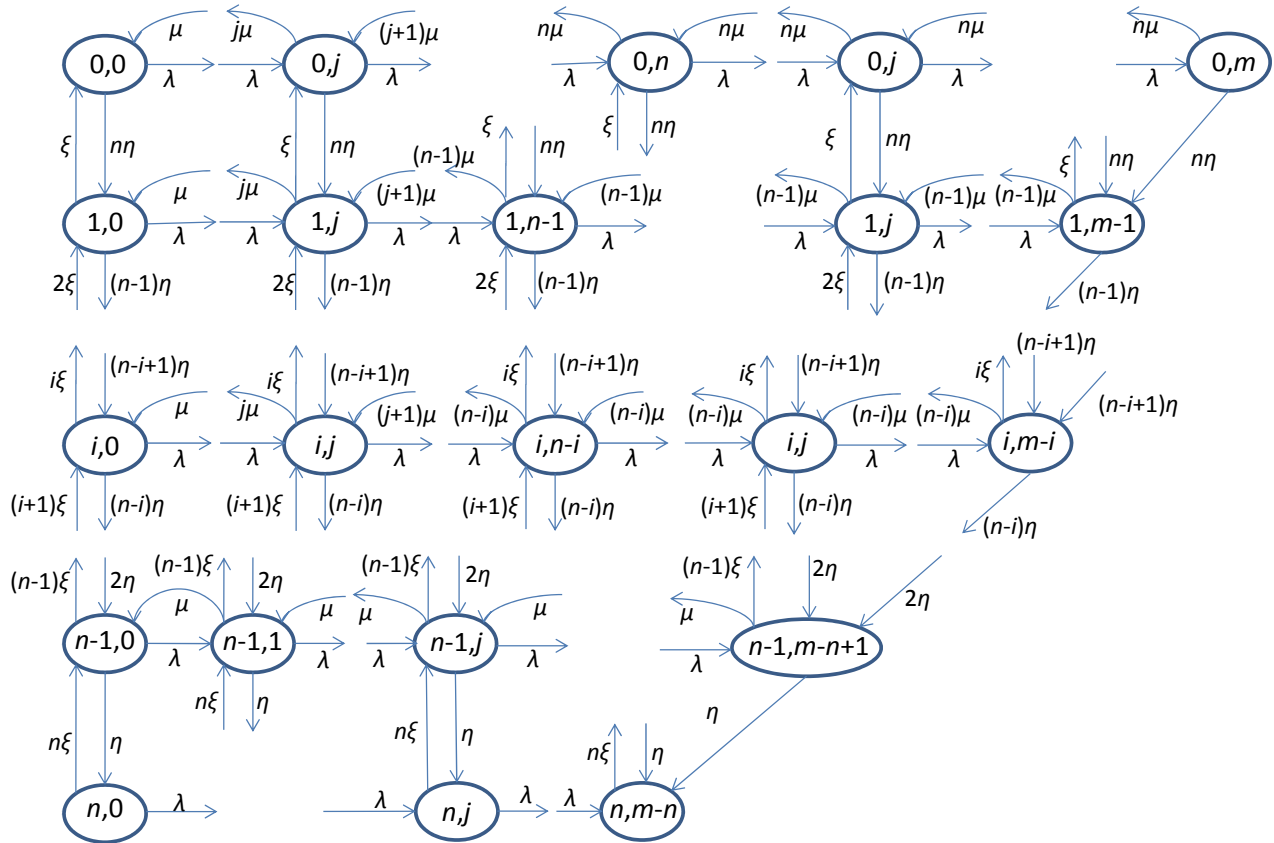 μ jμ (j+1)μ nμ nμ nμ nμ nμ
0,0 0,j 0,n 0,j 0,m
λ λ λ λ λ λ λ λ
ξ nη ξ nη ξ nη ξ nη ξ nη nη
μ jμ (j+1)μ (n-1)μ (n-1)μ (n-1)μ (n-1)μ (n-1)μ
1,0 1,j 1,n-1 1,j 1,m-1
λ λ λ λ λ λ λ λ
2ξ (n-1)η 2ξ (n-1)η 2ξ (n-1)η 2ξ (n-1)η (n-1)η
iξ (n-i+1)η iξ (n-i+1)η iξ (n-i+1)η iξ (n-i+1)η iξ (n-i+1)η (n-i+1)η
μ jμ (j+1)μ (n-i)μ (n-i)μ (n-i)μ (n-i)μ (n-i)μ
i,0 i,j i,n-i i,j i,m-i
λ λ λ λ λ λ λ λ
(i+1)ξ (n-i)η (i+1)ξ (n-i)η (i+1)ξ (n-i)η (i+1)ξ (n-i)η (n-i)η
(n-1)ξ 2η (n-1)ξ 2η (n-1)ξ 2η (n-1)ξ 2η 2η
μ μ μ μ μ
n-1,0 n-1,1 n-1,j n-1,m-n+1
λ λ λ λ λ
nξ η nξ η nξ η nξ η η
n,0 n,j n,m-n
λ λ λ λ